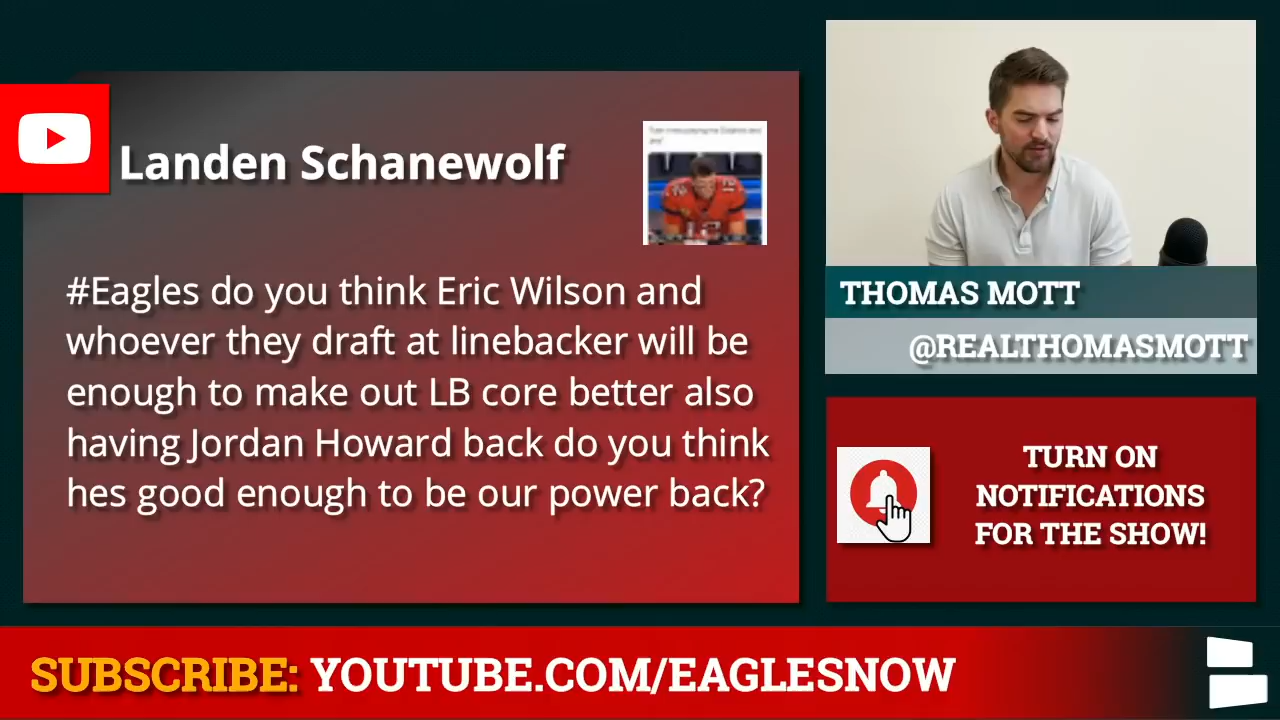 Landen Schanewolf
#Eagles do you think Eric Wilson and
whoever they draft at linebacker will be
enough to make out LB core better also
having Jordan Howard back do you think
hes good enough to be our power back?
THOMAS MOTT
@REALTHOMASMOTT
TURN ON
NOTIFICATIONS
FOR THE SHOW!
SUBSCRIBE: YOUTUBE.COM/EAGLESNOW